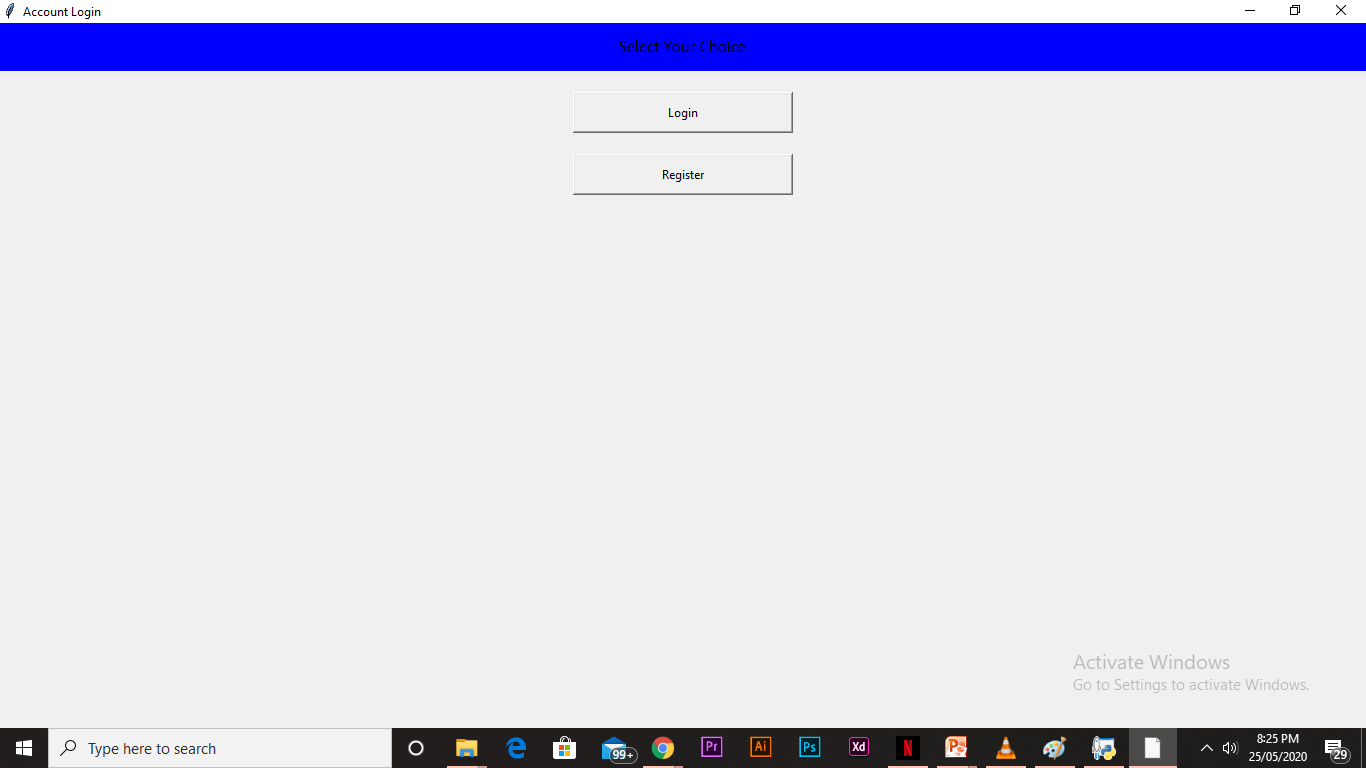 Account Login
Select Your Choice
Login
Register
Activate Windows
Go to Settings to activate Windows.
Type here to search
99+
Pr
Ai
Ps
Xd
N
P
8:25 PM
25/05/2020
29